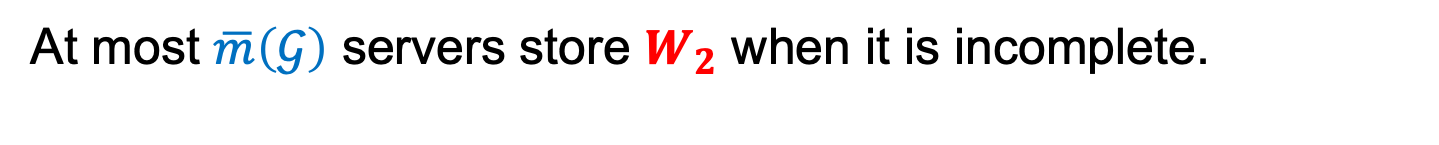 At most m̅(𝒢) servers store W₂ when it is incomplete.